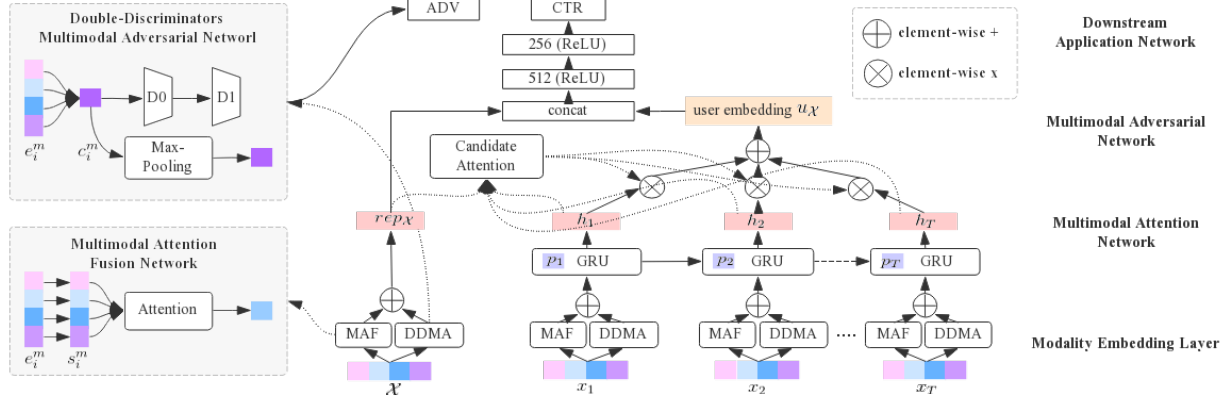 Double-Discriminators
Multimodal Adversarial Networl
D0
D1
e_i^m
c_i^m
Max-
Pooling
Multimodal Attention
Fusion Network
Attention
e_i^m
s_i^m
ADV
CTR
256 (ReLU)
512 (ReLU)
concat
user embedding u_𝒳
Candidate
Attention
rep_𝒳
h_1
h_2
h_T
p_1 GRU
p_2 GRU
p_T GRU
MAF DDMA
MAF DDMA
MAF DDMA
....
MAF DDMA
𝒳
x_1
x_2
x_T
element-wise +
element-wise x
Downstream
Application Network
Multimodal Adversarial
Network
Multimodal Attention
Network
Modality Embedding Layer